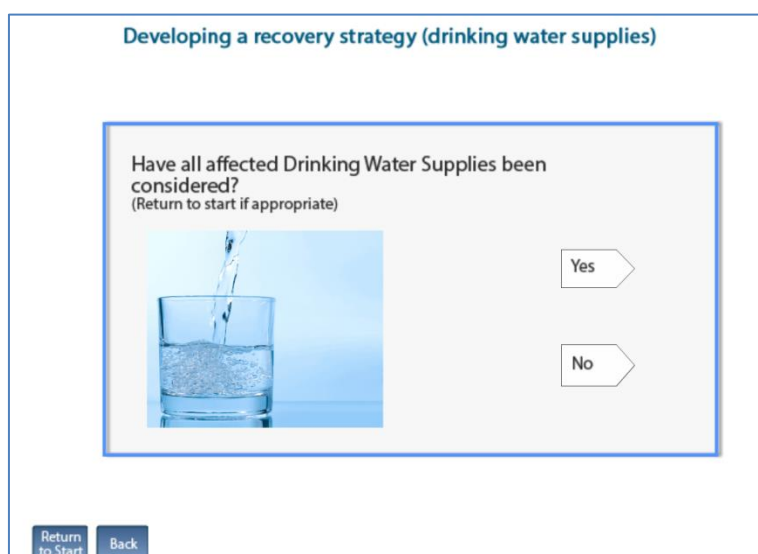 Developing a recovery strategy (drinking water supplies)
Have all affected Drinking Water Supplies been
considered?
(Return to start if appropriate)
Yes
No
Return
to Start
Back